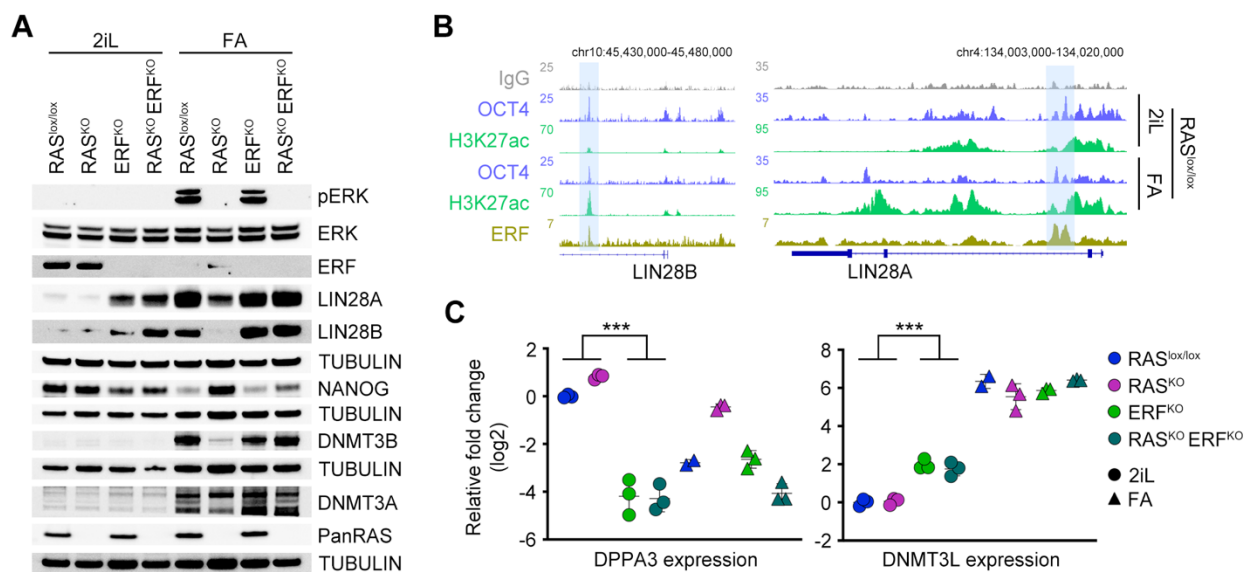 A
2iL FA
RASlox/lox
RASKO
ERFKO
RASKO ERFKO
RASlox/lox
RASKO
ERFKO
RASKO ERFKO
pERK
ERK
ERF
LIN28A
LIN28B
TUBULIN
NANOG
TUBULIN
DNMT3B
TUBULIN
DNMT3A
PanRAS
TUBULIN
B
chr10:45,430,000-45,480,000 chr4:134,003,000-134,020,000
IgG 25 35
OCT4 25 35
H3K27ac 70 95
OCT4 25 35
H3K27ac 70 95
ERF 7 7
LIN28B LIN28A
2iL
FA
RASlox/lox
C
Relative fold change
(log2)
***
2
0
-2
-4
-6
DPPA3 expression
***
8
6
4
2
0
-2
DNMT3L expression
RASlox/lox
RASKO
ERFKO
RASKO ERFKO
2iL
FA